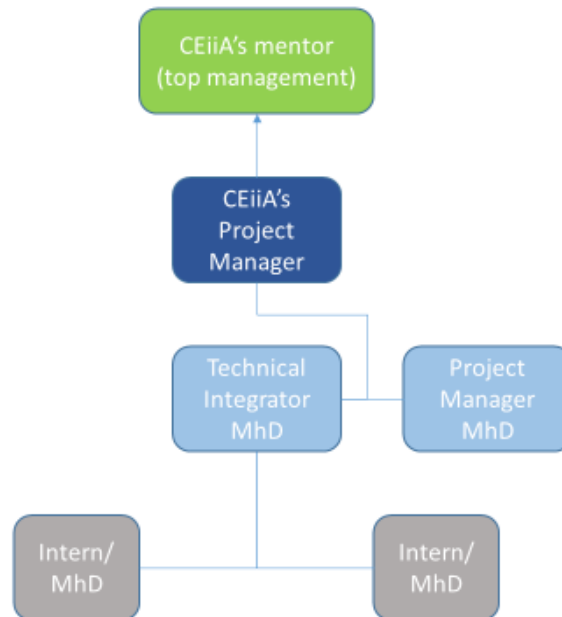 CEiiA's mentor
(top management)
CEiiA's
Project
Manager
Technical
Integrator
MhD
Project
Manager
MhD
Intern/
MhD
Intern/
MhD